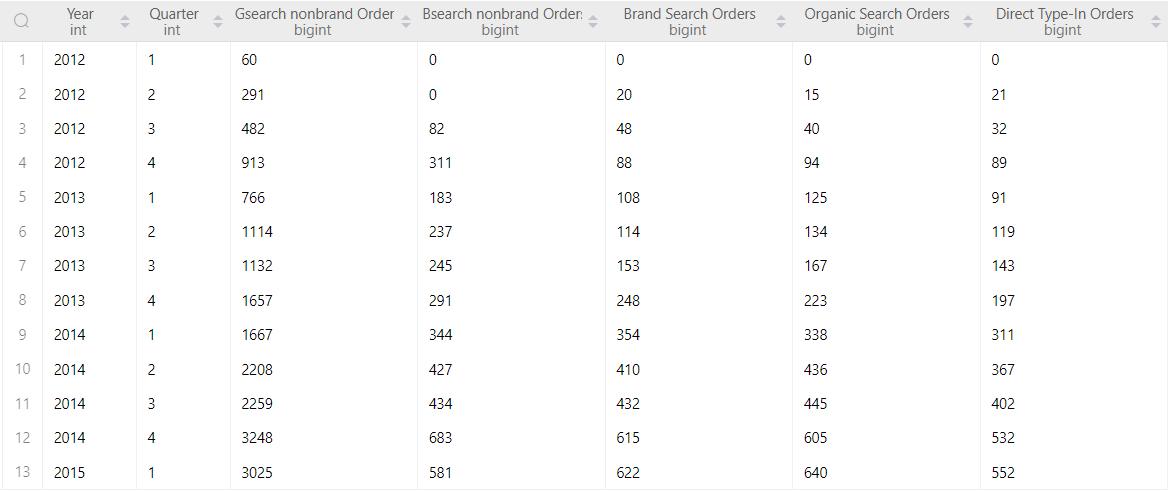 Year Quarter Gsearch nonbrand Order Bsearch nonbrand Order Brand Search Orders Organic Search Orders Direct Type-In Orders
int int bigint bigint bigint bigint bigint
1 2012 1 60 0 0 0 0
2 2012 2 291 0 20 15 21
3 2012 3 482 82 48 40 32
4 2012 4 913 311 88 94 89
5 2013 1 766 183 108 125 91
6 2013 2 1114 237 114 134 119
7 2013 3 1132 245 153 167 143
8 2013 4 1657 291 248 223 197
9 2014 1 1667 344 354 338 311
10 2014 2 2208 427 410 436 367
11 2014 3 2259 434 432 445 402
12 2014 4 3248 683 615 605 532
13 2015 1 3025 581 622 640 552